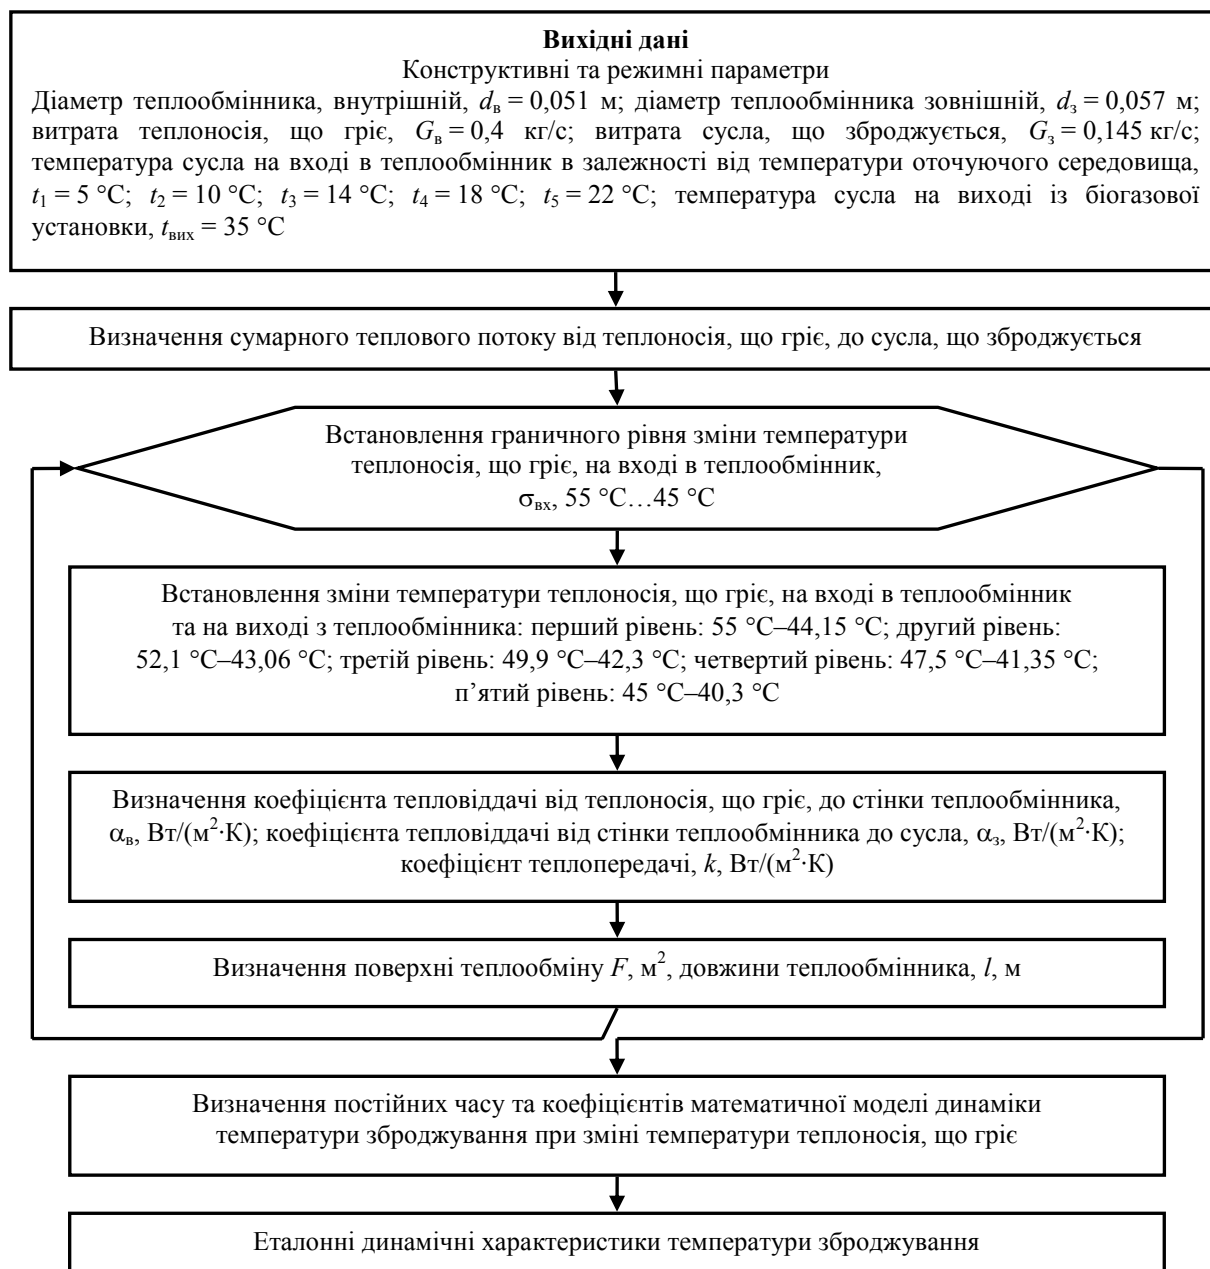 Вихідні дані
Конструктивні та режимні параметри
Діаметр теплообмінника, внутрішній, dв = 0,051 м; діаметр теплообмінника зовнішній, dз = 0,057 м;
витрата теплоносія, що гріє, Gв = 0,4 кг/с; витрата сусла, що зброджується, Gз = 0,145 кг/с;
температура сусла на вході в теплообмінник в залежності від температури оточуючого середовища,
t1 = 5 °C; t2 = 10 °C; t3 = 14 °C; t4 = 18 °C; t5 = 22 °C; температура сусла на виході із біогазової
установки, tвих = 35 °C
Визначення сумарного теплового потоку від теплоносія, що гріє, до сусла, що зброджується
Встановлення граничного рівня зміни температури
теплоносія, що гріє, на вході в теплообмінник,
σвх, 55 °C…45 °C
Встановлення зміни температури теплоносія, що гріє, на вході в теплообмінник
та на виході з теплообмінника: перший рівень: 55 °C–44,15 °C; другий рівень:
52,1 °C–43,06 °C; третій рівень: 49,9 °C–42,3 °C; четвертий рівень: 47,5 °C–41,35 °C;
п’ятий рівень: 45 °C–40,3 °C
Визначення коефіцієнта тепловіддачі від теплоносія, що гріє, до стінки теплообмінника,
αв, Вт/(м²·К); коефіцієнта тепловіддачі від стінки теплообмінника до сусла, αз, Вт/(м²·К);
коефіцієнт теплопередачі, k, Вт/(м²·К)
Визначення поверхні теплообміну F, м², довжини теплообмінника, l, м
Визначення постійних часу та коефіцієнтів математичної моделі динаміки
температури зброджування при зміні температури теплоносія, що гріє
Еталонні динамічні характеристики температури зброджування